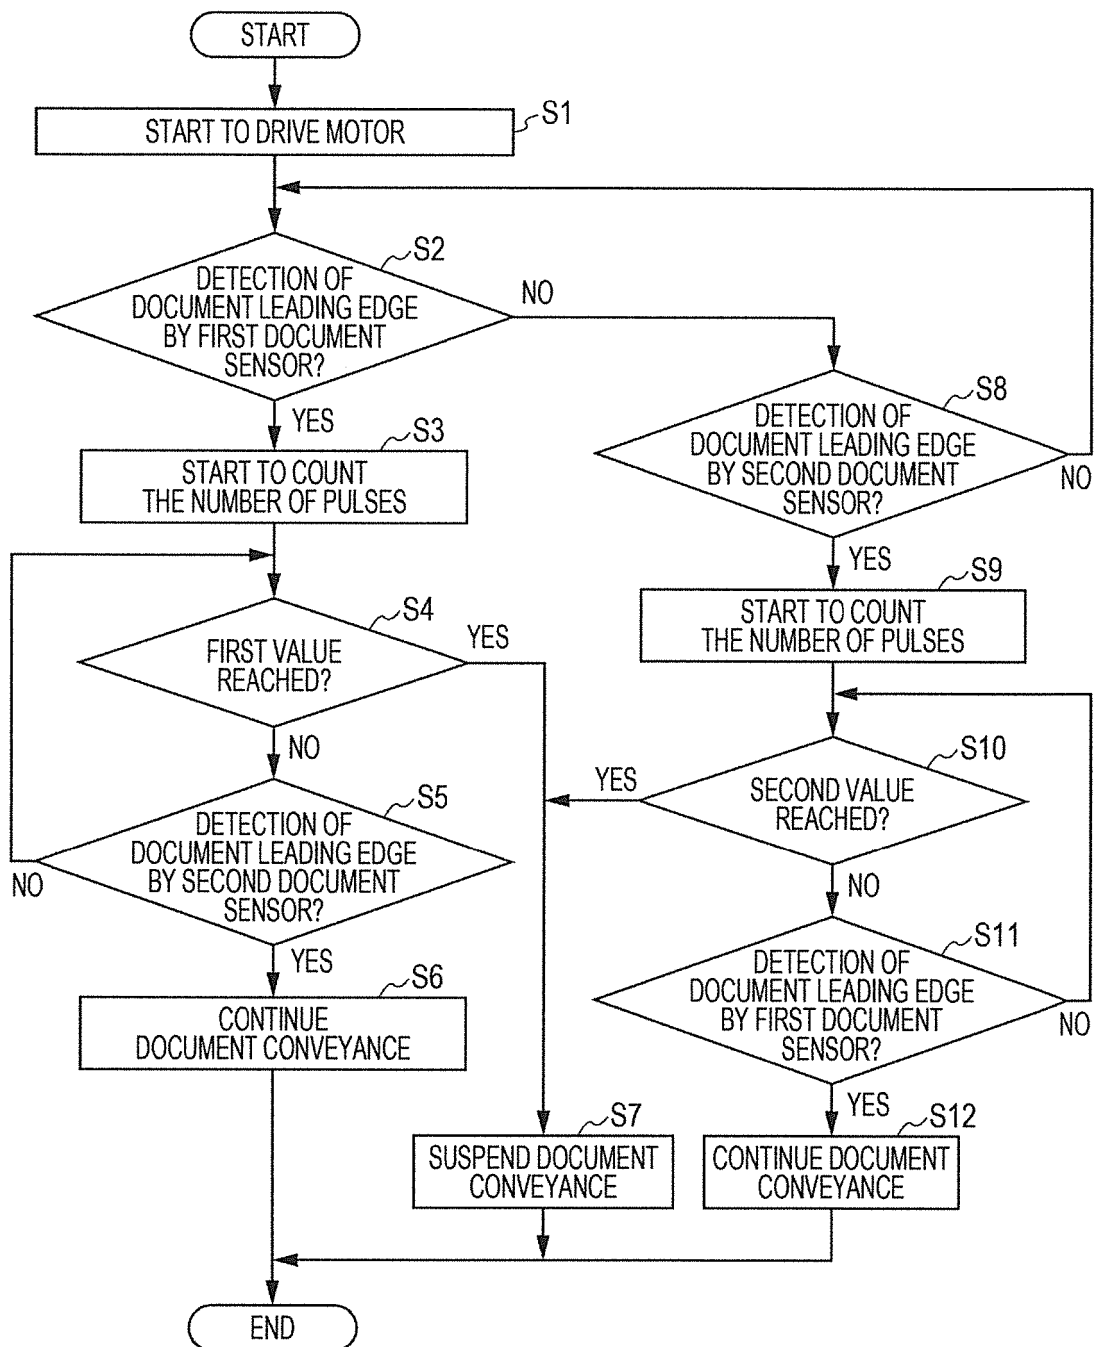 START
START TO DRIVE MOTOR
S1
DETECTION OF
DOCUMENT LEADING EDGE
BY FIRST DOCUMENT
SENSOR?
S2
NO
YES
START TO COUNT
THE NUMBER OF PULSES
S3
DETECTION OF
DOCUMENT LEADING EDGE
BY SECOND DOCUMENT
SENSOR?
S8
NO
YES
START TO COUNT
THE NUMBER OF PULSES
S9
FIRST VALUE
REACHED?
S4
YES
NO
SECOND VALUE
REACHED?
S10
YES
NO
DETECTION OF
DOCUMENT LEADING EDGE
BY SECOND DOCUMENT
SENSOR?
S5
NO
YES
CONTINUE
DOCUMENT CONVEYANCE
S6
DETECTION OF
DOCUMENT LEADING EDGE
BY FIRST DOCUMENT
SENSOR?
S11
NO
YES
SUSPEND DOCUMENT
CONVEYANCE
S7
CONTINUE DOCUMENT
CONVEYANCE
S12
END